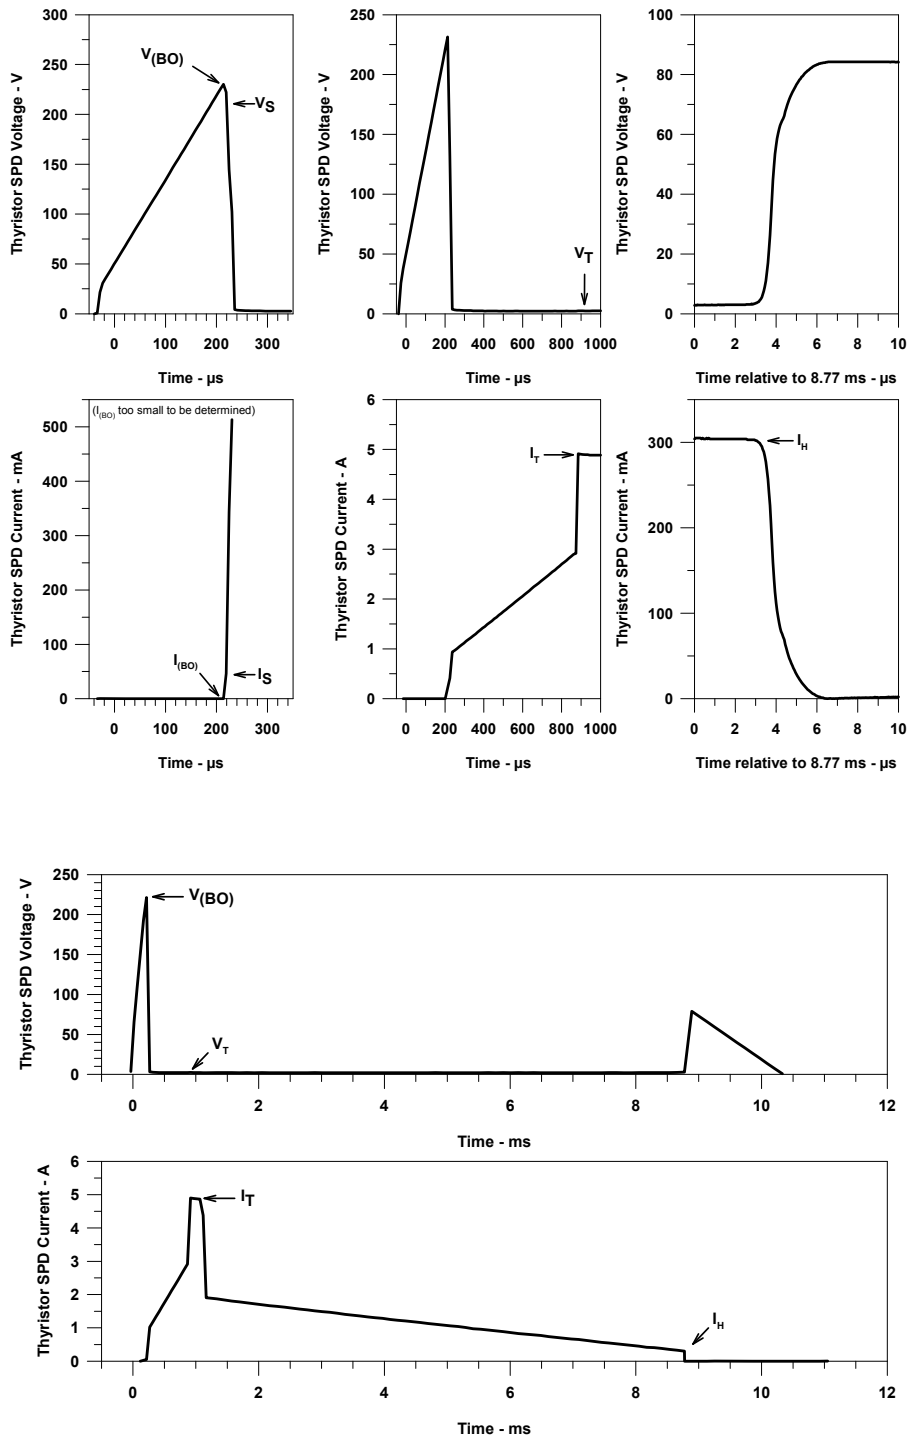 300
250
200
150
100
50
0
Thyristor SPD Voltage - V
V(BO)
VS
0 100 200 300
Time - µs
250
200
150
100
50
0
Thyristor SPD Voltage - V
VT
0 200 400 600 800 1000
Time - µs
100
80
60
40
20
0
Thyristor SPD Voltage - V
0 2 4 6 8 10
Time relative to 8.77 ms - µs
(I(BO) too small to be determined)
500
400
300
200
100
0
Thyristor SPD Current - mA
I(BO)
IS
0 100 200 300
Time - µs
6
5
4
3
2
1
0
Thyristor SPD Current - A
IT
0 200 400 600 800 1000
Time - µs
300
200
100
0
Thyristor SPD Current - mA
IH
0 2 4 6 8 10
Time relative to 8.77 ms - µs
250
200
150
100
50
0
Thyristor SPD Voltage - V
V(BO)
VT
0 2 4 6 8 10 12
Time - ms
6
5
4
3
2
1
0
Thyristor SPD Current - A
IT
IH
0 2 4 6 8 10 12
Time - ms